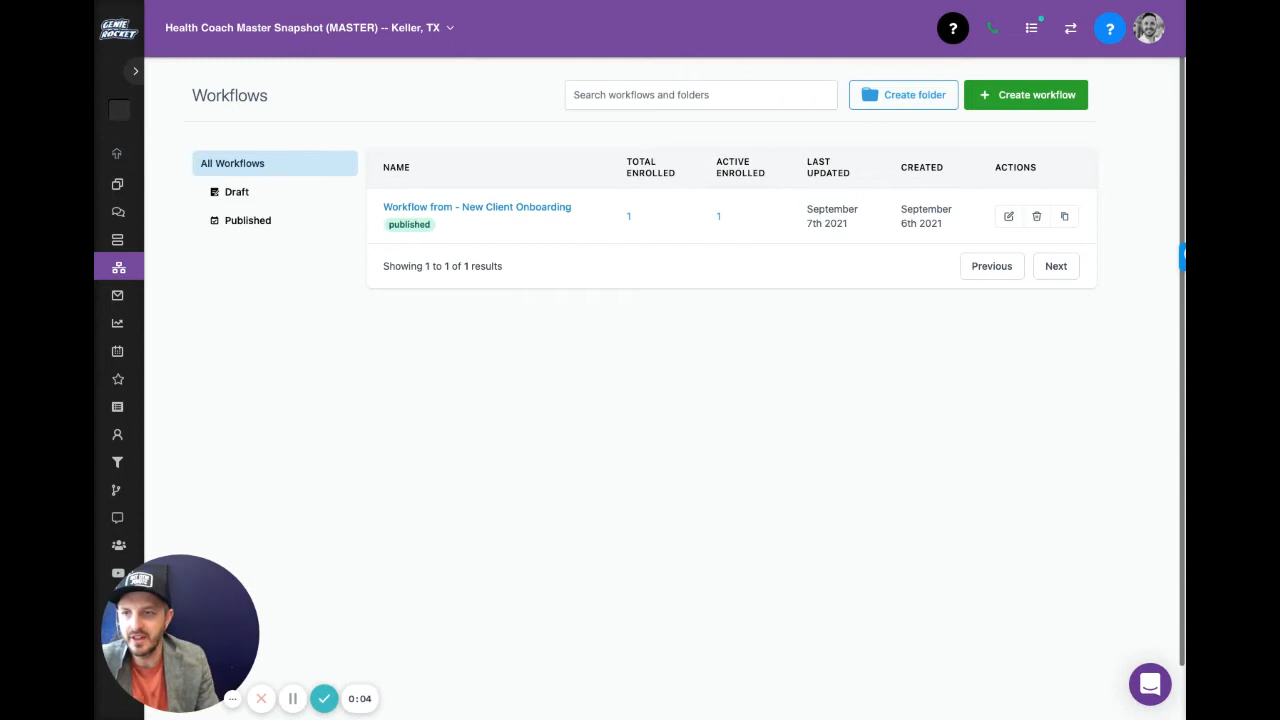 GENIE
ROCKET
Health Coach Master Snapshot (MASTER) -- Keller, TX
?
?
Workflows
Search workflows and folders
Create folder
+ Create workflow
All Workflows
Draft
Published
NAME
TOTAL ENROLLED
ACTIVE ENROLLED
LAST UPDATED
CREATED
ACTIONS
Workflow from - New Client Onboarding
published
1
1
September 7th 2021
September 6th 2021
Showing 1 to 1 of 1 results
Previous
Next
0:04